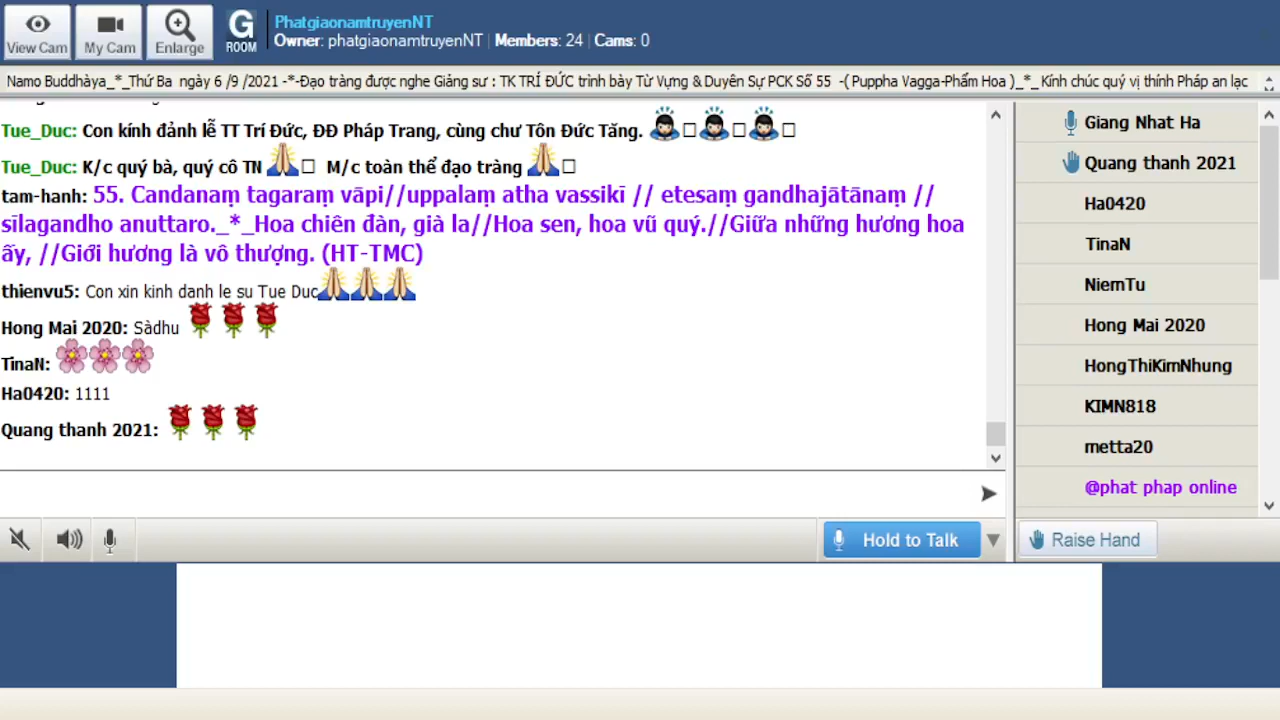 View Cam
My Cam
Enlarge
G
ROOM
PhatgiaonamtruyenNT
Owner: phatgiaonamtruyenNT | Members: 24 | Cams: 0
Namo Buddhàya_*_Thứ Ba ngày 6 /9 /2021 -*-Đạo tràng được nghe Giảng sư : TK TRÍ ĐỨC trình bày Từ Vựng & Duyên Sự PCK Số 55 -( Puppha Vagga-Phẩm Hoa )_*_ Kính chúc quý vị thính Pháp an lạc
Tue_Duc: Con kính đảnh lễ TT Trí Đức, ĐĐ Pháp Trang, cùng chư Tôn Đức Tăng.
Tue_Duc: K/c quý bà, quý cô TN M/c toàn thể đạo tràng
tam-hanh: 55. Candanaṃ tagaraṃ vāpi//uppalaṃ atha vassikī // etesaṃ gandhajātānaṃ //
sīlagandho anuttaro._*_Hoa chiên đàn, già la//Hoa sen, hoa vũ quý.//Giữa những hương hoa
ấy, //Giới hương là vô thượng. (HT-TMC)
thienvu5: Con xin kinh danh le su Tue Duc
Hong Mai 2020: Sàdhu
TinaN:
Ha0420: 1111
Quang thanh 2021:
Giang Nhat Ha
Quang thanh 2021
Ha0420
TinaN
NiemTu
Hong Mai 2020
HongThiKimNhung
KIMN818
metta20
@phat phap online
Hold to Talk
Raise Hand